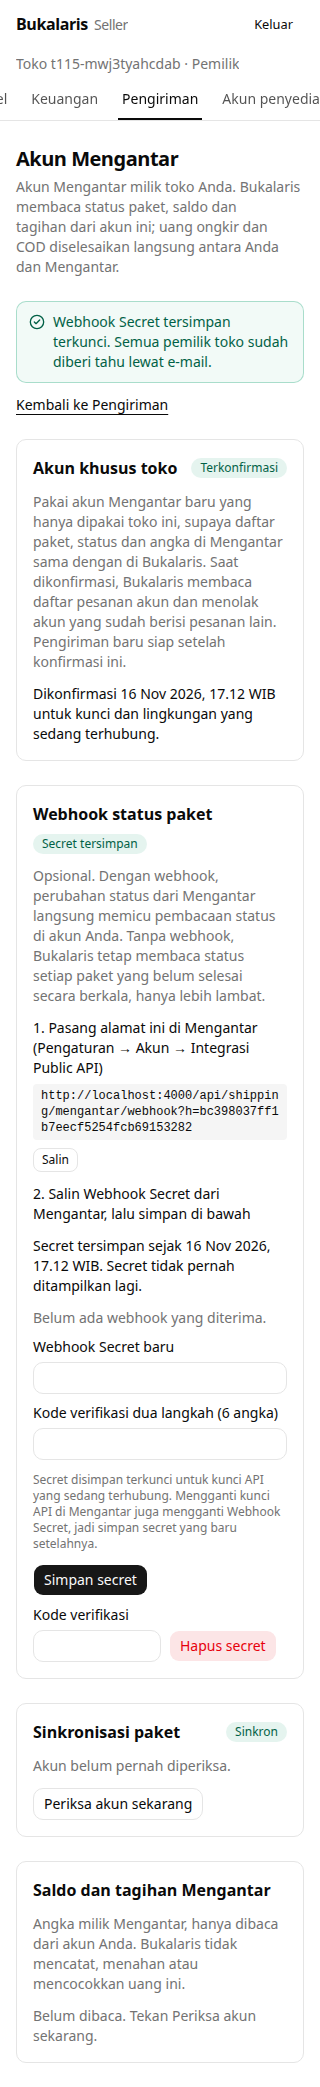 Bukalaris Seller
Keluar
Toko t115-mwj3tyahcdab · Pemilik
el Keuangan Pengiriman Akun penyedia
Akun Mengantar
Akun Mengantar milik toko Anda. Bukalaris
membaca status paket, saldo dan
tagihan dari akun ini; uang ongkir dan
COD diselesaikan langsung antara Anda
dan Mengantar.
Webhook Secret tersimpan
terkunci. Semua pemilik toko sudah
diberi tahu lewat e-mail.
Kembali ke Pengiriman
Akun khusus toko
Terkonfirmasi
Pakai akun Mengantar baru yang
hanya dipakai toko ini, supaya daftar
paket, status dan angka di Mengantar
sama dengan di Bukalaris. Saat
dikonfirmasi, Bukalaris membaca
daftar pesanan akun dan menolak
akun yang sudah berisi pesanan lain.
Pengiriman baru siap setelah
konfirmasi ini.
Dikonfirmasi 16 Nov 2026, 17.12 WIB
untuk kunci dan lingkungan yang
sedang terhubung.
Webhook status paket
Secret tersimpan
Opsional. Dengan webhook,
perubahan status dari Mengantar
langsung memicu pembacaan status
di akun Anda. Tanpa webhook,
Bukalaris tetap membaca status
setiap paket yang belum selesai
secara berkala, hanya lebih lambat.
1. Pasang alamat ini di Mengantar
(Pengaturan → Akun → Integrasi
Public API)
http://localhost:4000/api/shippin
g/mengantar/webhook?h=bc398037ff1
b7eecf5254fcb69153282
Salin
2. Salin Webhook Secret dari
Mengantar, lalu simpan di bawah
Secret tersimpan sejak 16 Nov 2026,
17.12 WIB. Secret tidak pernah
ditampilkan lagi.
Belum ada webhook yang diterima.
Webhook Secret baru
Kode verifikasi dua langkah (6 angka)
Secret disimpan terkunci untuk kunci API
yang sedang terhubung. Mengganti kunci
API di Mengantar juga mengganti Webhook
Secret, jadi simpan secret yang baru
setelahnya.
Simpan secret
Kode verifikasi
Hapus secret
Sinkronisasi paket
Sinkron
Akun belum pernah diperiksa.
Periksa akun sekarang
Saldo dan tagihan Mengantar
Angka milik Mengantar, hanya dibaca
dari akun Anda. Bukalaris tidak
mencatat, menahan atau
mencocokkan uang ini.
Belum dibaca. Tekan Periksa akun
sekarang.